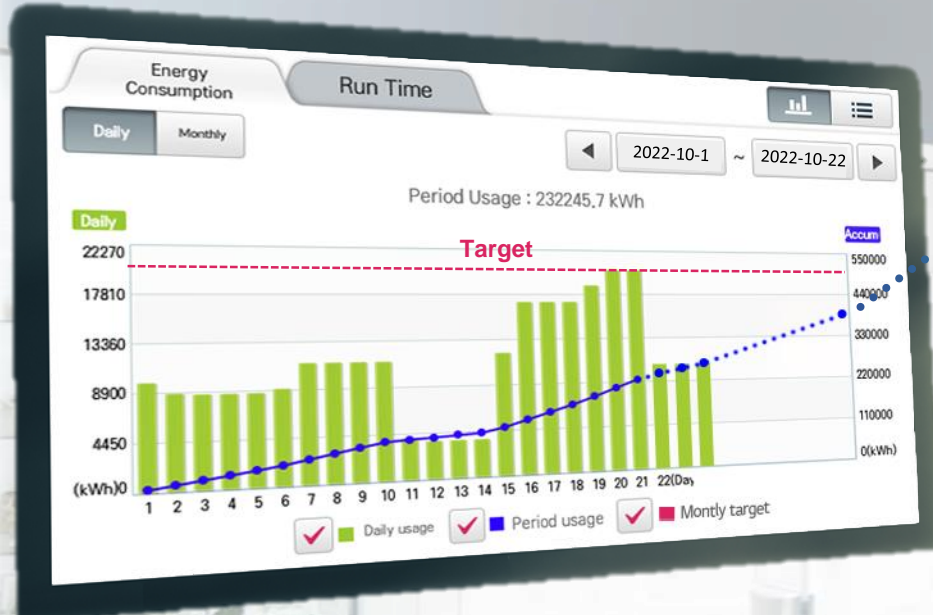 Energy
Consumption
Run Time
Daily
Monthly
2022-10-1 ~ 2022-10-22
Period Usage : 232245.7 kWh
Daily
Accum
Target
22270
17810
13360
8900
4450
(kWh)0
550000
440000
330000
220000
110000
0(kWh)
1 2 3 4 5 6 7 8 9 10 11 12 13 14 15 16 17 18 19 20 21 22(Day
Daily usage
Period usage
Montly target